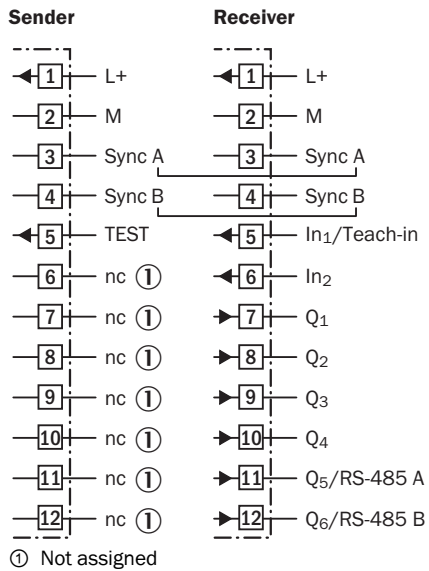 Sender Receiver
1 L+ 1 L+
2 M 2 M
3 Sync A 3 Sync A
4 Sync B 4 Sync B
5 TEST 5 In1/Teach-in
6 nc ① 6 In2
7 nc ① 7 Q1
8 nc ① 8 Q2
9 nc ① 9 Q3
10 nc ① 10 Q4
11 nc ① 11 Q5/RS-485 A
12 nc ① 12 Q6/RS-485 B
① Not assigned